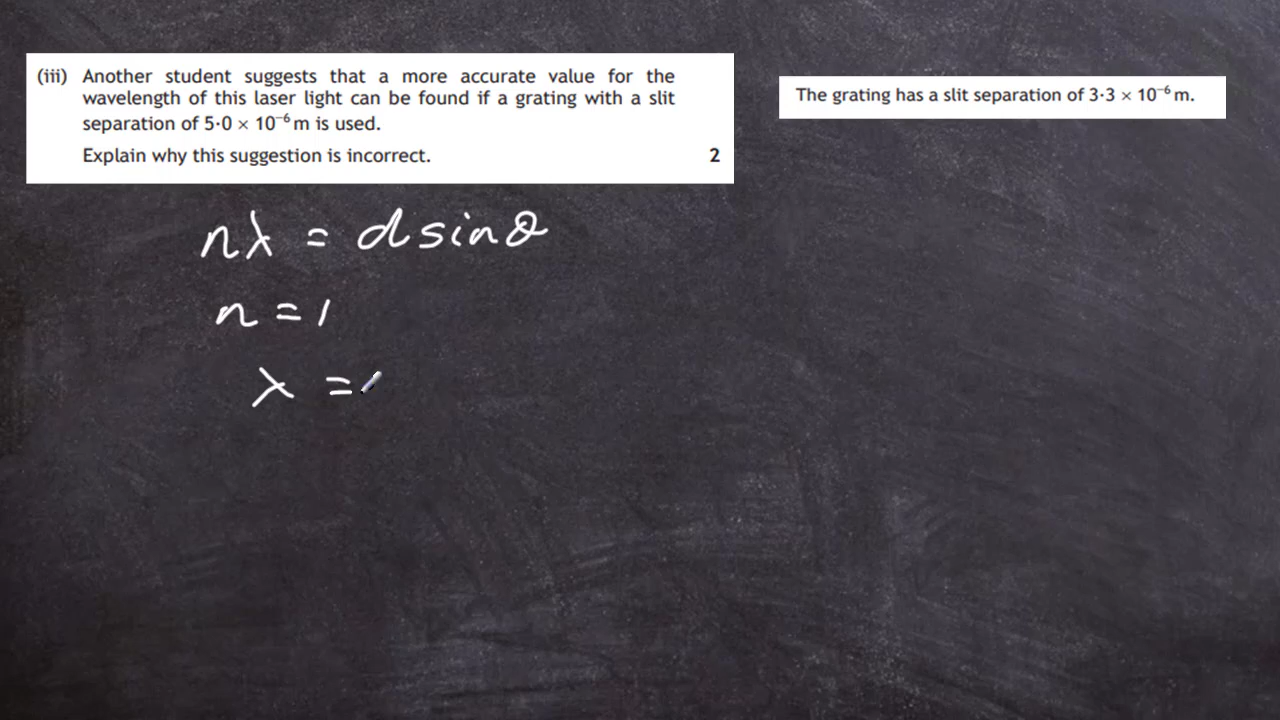 (iii) Another student suggests that a more accurate value for the
wavelength of this laser light can be found if a grating with a slit
separation of 5·0 × 10⁻⁶ m is used.
Explain why this suggestion is incorrect. 2
The grating has a slit separation of 3·3 × 10⁻⁶ m.
nλ = d sinθ
n = 1
λ =